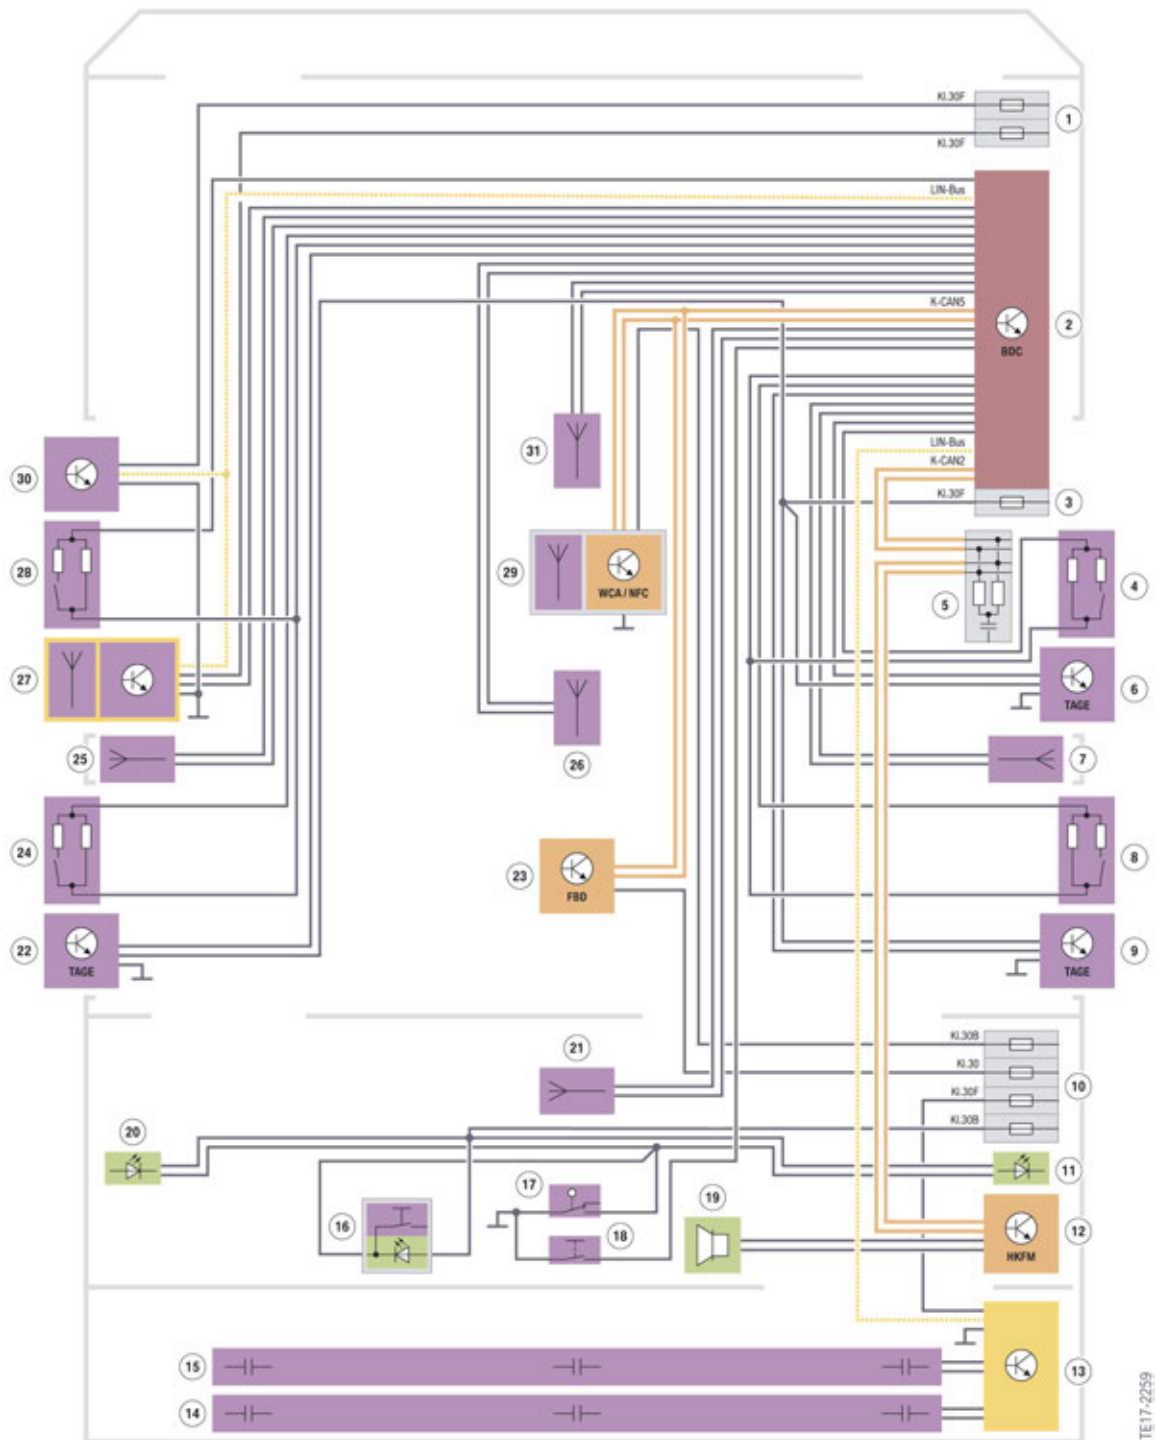 Kl.30F
1
Kl.30F
LIN-Bus
K-CAN5
2
BDC
31
LIN-Bus
K-CAN2
30
Kl.30F
3
28
29
WCA / NFC
4
5
27
6
TAGE
25
26
7
24
23
FBD
8
22
TAGE
9
TAGE
Kl.30B
21
Kl.30
10
Kl.30F
20
Kl.30B
11
17
19
16
18
12
HKFM
15
13
14
TE17-2259